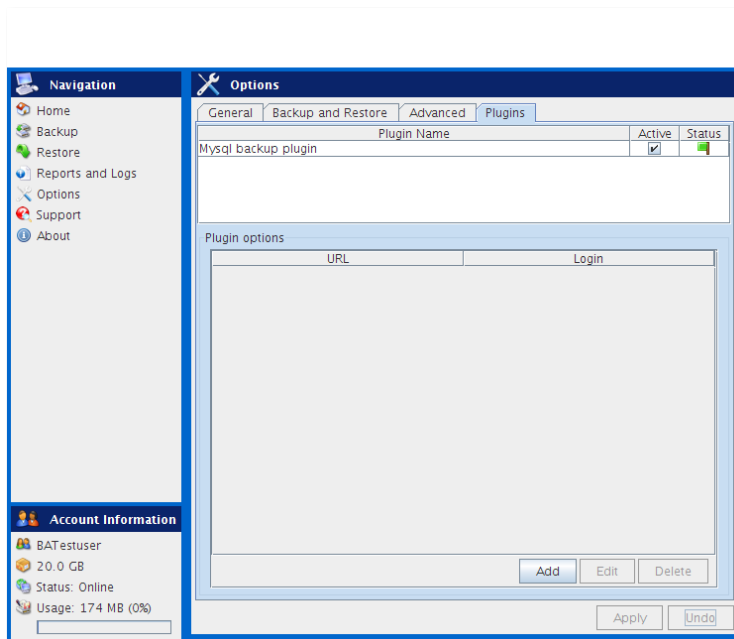 Navigation
Home
Backup
Restore
Reports and Logs
Options
Support
About
Account Information
BATestuser
20.0 GB
Status: Online
Usage: 174 MB (0%)
Options
General Backup and Restore Advanced Plugins
Plugin Name Active Status
Mysql backup plugin
Plugin options
URL Login
Add Edit Delete
Apply Undo